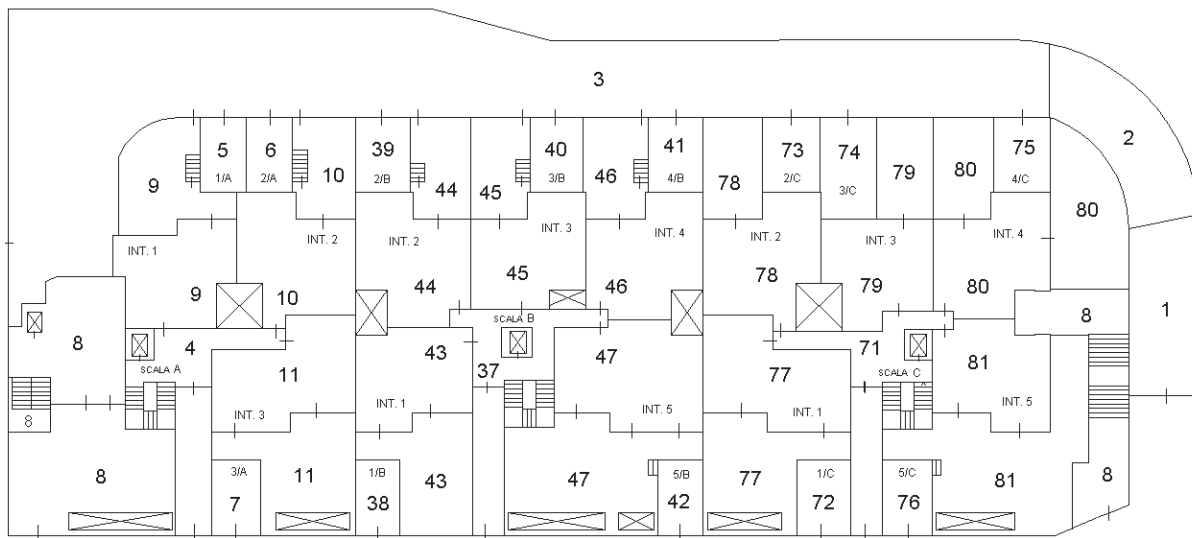 3
2
5
6
39
40
41
73
74
75
1/A
2/A
2/B
3/B
4/B
2/C
3/C
4/C
9
10
44
45
46
78
79
80
80
INT. 1
INT. 2
INT. 2
INT. 3
INT. 4
INT. 2
INT. 3
INT. 4
9
10
44
45
46
78
79
80
8
1
SCALA B
8
4
43
37
47
71
81
SCALA A
SCALA C
A
11
77
INT. 3
INT. 1
INT. 5
INT. 1
INT. 5
8
8
3/A
11
1/B
43
47
5/B
77
1/C
5/C
81
8
7
38
42
72
76